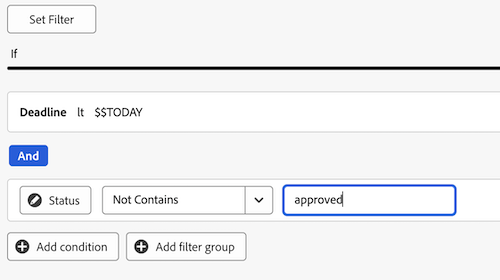 Set Filter
If
Deadline lt $$TODAY
And
Status Not Contains approved
Add condition Add filter group